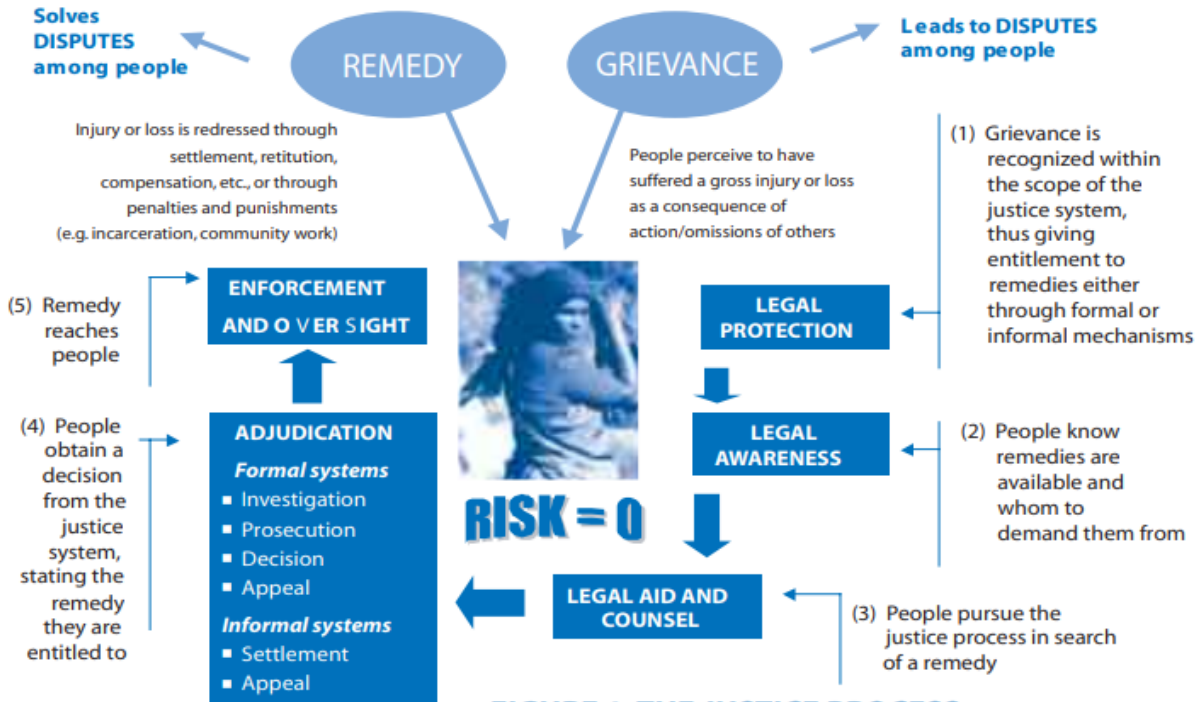 Solves
DISPUTES
among people
REMEDY
GRIEVANCE
Leads to DISPUTES
among people
Injury or loss is redressed through
settlement, retitution,
compensation, etc., or through
penalties and punishments
(e.g. incarceration, community work)
People perceive to have
suffered a gross injury or loss
as a consequence of
action/omissions of others
(1) Grievance is
recognized within
the scope of the
justice system,
thus giving
entitlement to
remedies either
through formal or
informal mechanisms
LEGAL
PROTECTION
(2) People know
remedies are
available and
whom to
demand them from
LEGAL
AWARENESS
(3) People pursue the
justice process in search
of a remedy
LEGAL AID AND
COUNSEL
RISK = 0
(4) People
obtain a
decision
from the
justice
system,
stating the
remedy
they are
entitled to
ADJUDICATION
Formal systems
▪ Investigation
▪ Prosecution
▪ Decision
▪ Appeal
Informal systems
▪ Settlement
▪ Appeal
(5) Remedy
reaches
people
ENFORCEMENT
AND O V ER S IGHT
THE JUSTICE PROCESS